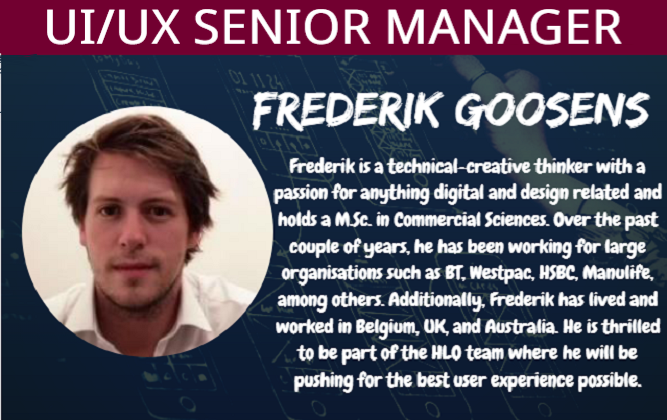 UI/UX SENIOR MANAGER
FREDERIK GOOSENS
Frederik is a technical-creative thinker with a
passion for anything digital and design related and
holds a M.Sc. in Commercial Sciences. Over the past
couple of years, he has been working for large
organisations such as BT, Westpac, HSBC, Manulife,
among others. Additionally, Frederik has lived and
worked in Belgium, UK, and Australia. He is thrilled
to be part of the HLO team where he will be
pushing for the best user experience possible.